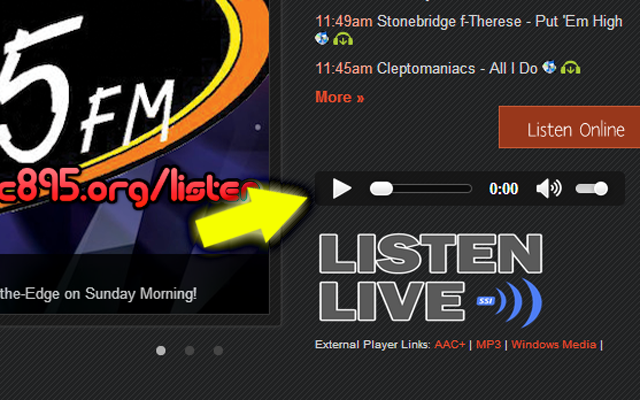 5 FM
c895.org/listen
the-Edge on Sunday Morning!
11:49am Stonebridge f-Therese - Put 'Em High
11:45am Cleptomaniacs - All I Do
More »
Listen Online
0:00
LISTEN
LIVE SSI
External Player Links: AAC+ | MP3 | Windows Media |